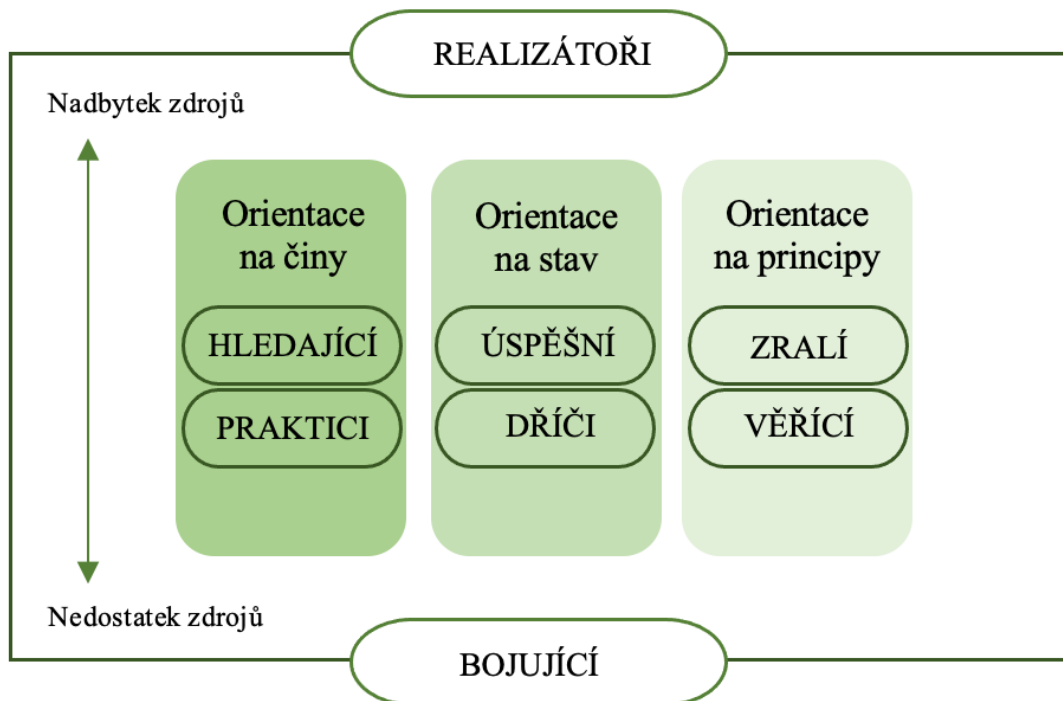 REALIZÁTOŘI
Nadbytek zdrojů
Orientace
na činy
HLEDAJÍCÍ
PRAKTICI
Orientace
na stav
ÚSPĚŠNÍ
DŘÍČI
Orientace
na principy
ZRALÍ
VĚŘÍCÍ
Nedostatek zdrojů
BOJUJÍCÍ